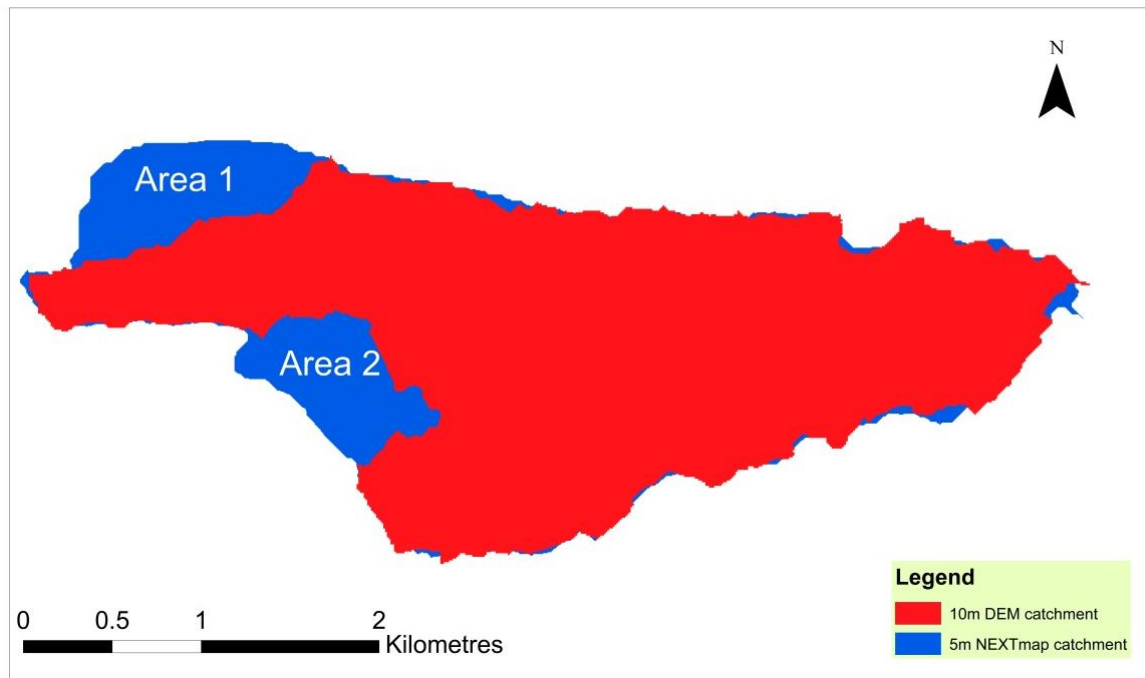 N
Area 1
Area 2
Legend
10m DEM catchment
5m NEXTmap catchment
0 0.5 1 2
Kilometres